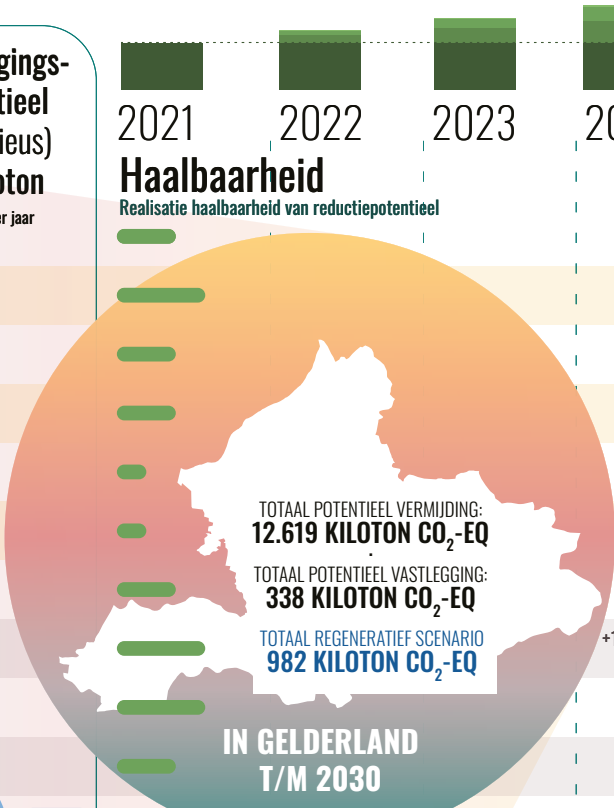 gings-
tieel
ieus)
oton
er jaar
2021
2022
2023
20
Haalbaarheid
Realisatie haalbaarheid van reductiepotentieel
TOTAAL POTENTIEEL VERMIJDING:
12.619 KILOTON CO₂-EQ
.
TOTAAL POTENTIEEL VASTLEGGING:
338 KILOTON CO₂-EQ
TOTAAL REGENERATIEF SCENARIO
982 KILOTON CO₂-EQ
+1
IN GELDERLAND
T/M 2030